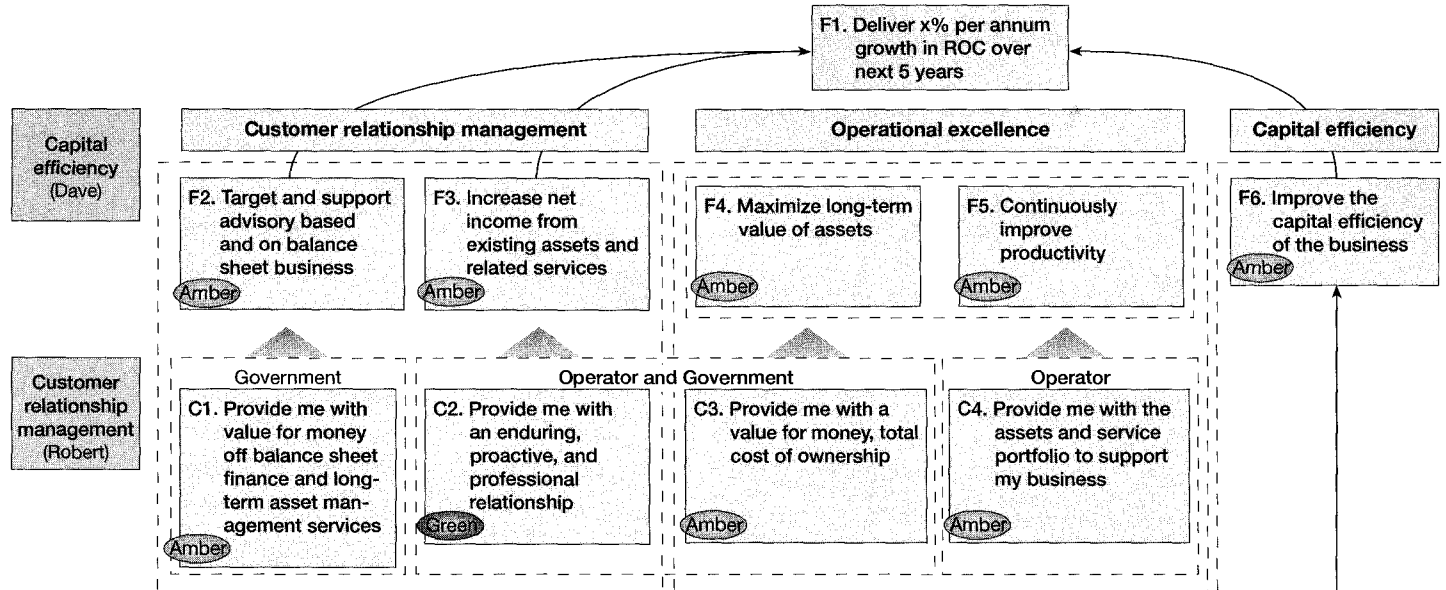 F1. Deliver x% per annum
growth in ROC over
next 5 years
Capital
efficiency
(Dave)
Customer relationship management
Operational excellence
Capital efficiency
F2. Target and support
advisory based
and on balance
sheet business
Amber
F3. Increase net
income from
existing assets and
related services
Amber
F4. Maximize long-term
value of assets
Amber
F5. Continuously
improve
productivity
Amber
F6. Improve the
capital efficiency
of the business
Amber
Customer
relationship
management
(Robert)
Government
C1. Provide me with
value for money
off balance sheet
finance and long-
term asset man-
agement services
Amber
Operator and Government
C2. Provide me with
an enduring,
proactive, and
professional
relationship
Green
C3. Provide me with a
value for money, total
cost of ownership
Amber
Operator
C4. Provide me with the
assets and service
portfolio to support
my business
Amber